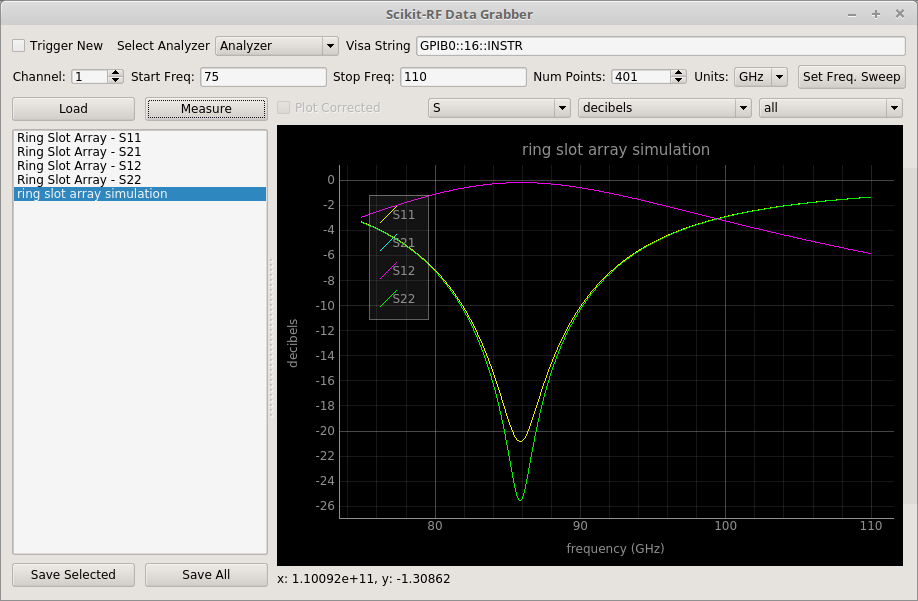 Scikit-RF Data Grabber
Trigger New Select Analyzer Analyzer Visa String GPIB0::16::INSTR
Channel: 1 Start Freq: 75 Stop Freq: 110 Num Points: 401 Units: GHz Set Freq. Sweep
Load Measure Plot Corrected S decibels all
Ring Slot Array - S11
Ring Slot Array - S21
Ring Slot Array - S12
Ring Slot Array - S22
ring slot array simulation
Save Selected Save All
ring slot array simulation
0
-2
-4
-6
-8
-10
-12
-14
-16
-18
-20
-22
-24
-26
decibels
S11
S21
S12
S22
80 90 100 110
frequency (GHz)
x: 1.10092e+11, y: -1.30862